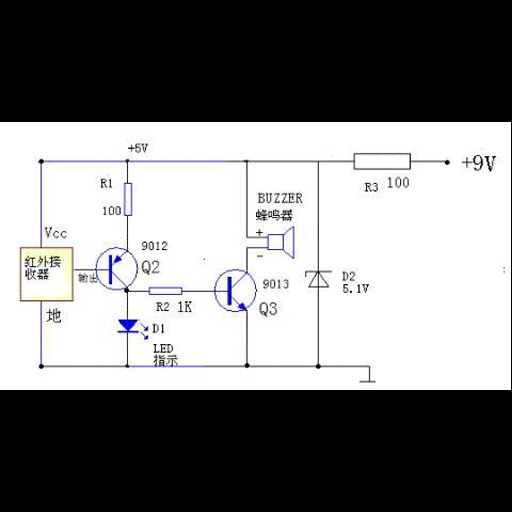 +5V
+9V
R1
R3 100
BUZZER
蜂鸣器
100
+
Vcc
9012
−
红外接
收器
Q2
输出
9013
D2
5.1V
R2 1K
Q3
地
D1
LED
指示